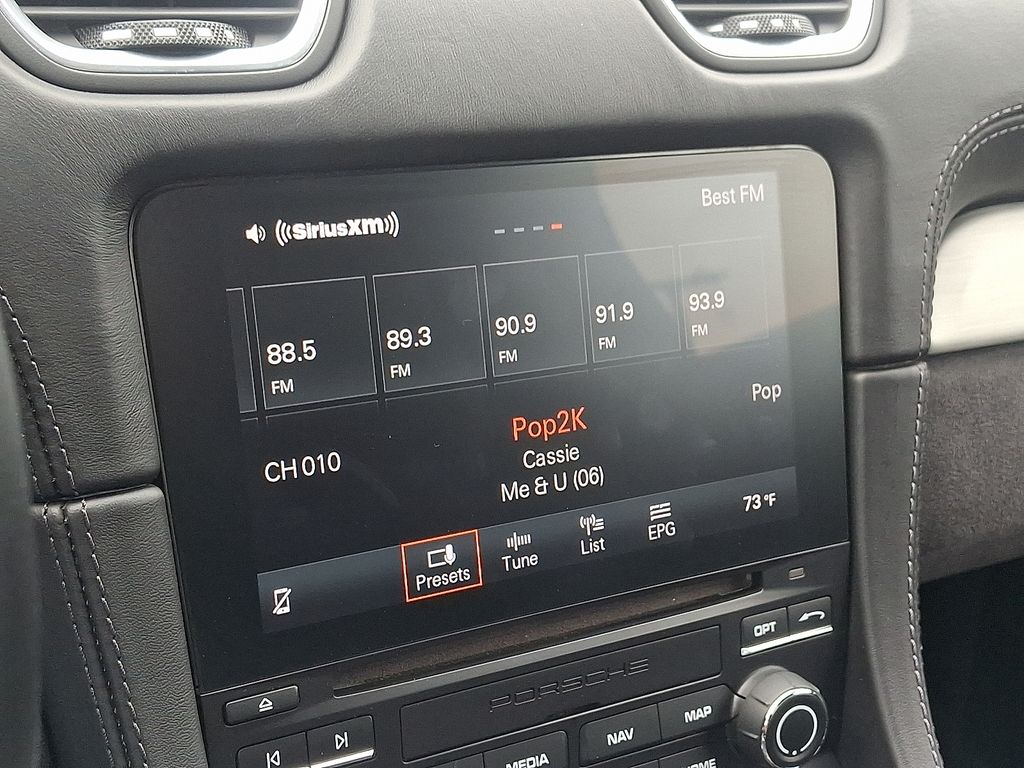 SiriusXM
Best FM
88.5
FM
89.3
FM
90.9
FM
91.9
FM
93.9
FM
Pop
Pop2K
CH 010
Cassie
Me & U (06)
73 °F
Presets
Tune
List
EPG
OPT
PORSCHE
MAP
NAV
MEDIA